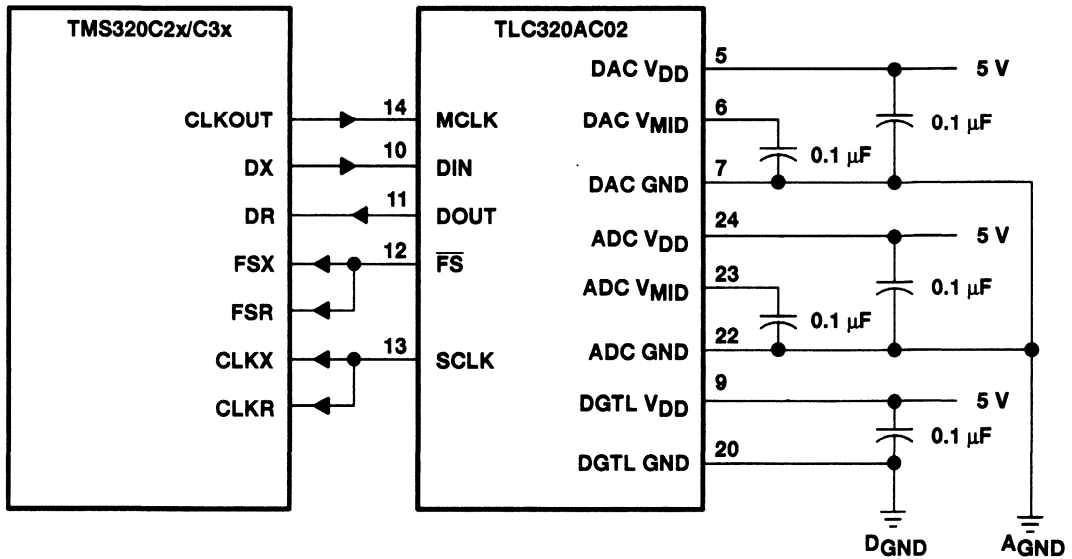 TMS320C2x/C3x
TLC320AC02
CLKOUT 14 MCLK
DX 10 DIN
DR 11 DOUT
FSX 12 F̅S̅
FSR
CLKX 13 SCLK
CLKR
DAC VDD 5 5 V
0.1 μF
DAC VMID 6
0.1 μF
DAC GND 7
ADC VDD 24 5 V
ADC VMID 23
0.1 μF
0.1 μF
ADC GND 22
DGTL VDD 9 5 V
0.1 μF
DGTL GND 20
DGND
AGND